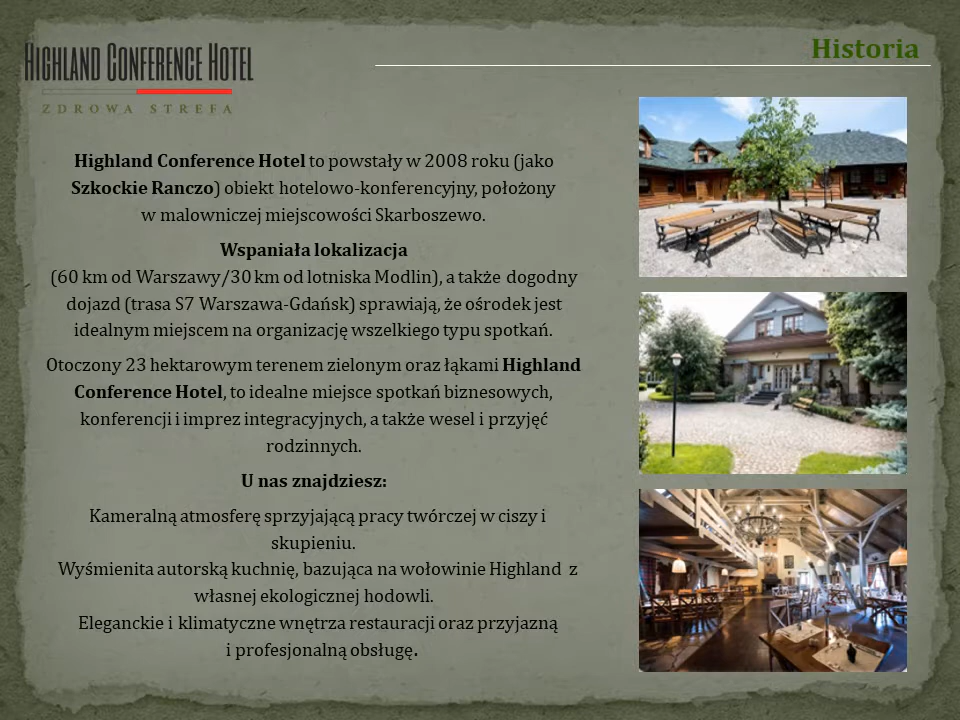 HIGHLAND CONFERENCE HOTEL
ZDROWA STREFA
Historia
Highland Conference Hotel to powstały w 2008 roku (jako
Szkockie Ranczo) obiekt hotelowo-konferencyjny, położony
w malowniczej miejscowości Skarboszewo.
Wspaniała lokalizacja
(60 km od Warszawy/30 km od lotniska Modlin), a także dogodny
dojazd (trasa S7 Warszawa-Gdańsk) sprawiają, że ośrodek jest
idealnym miejscem na organizację wszelkiego typu spotkań.
Otoczony 23 hektarowym terenem zielonym oraz łąkami Highland
Conference Hotel, to idealne miejsce spotkań biznesowych,
konferencji i imprez integracyjnych, a także wesel i przyjęć
rodzinnych.
U nas znajdziesz:
Kameralną atmosferę sprzyjającą pracy twórczej w ciszy i
skupieniu.
Wyśmienita autorską kuchnię, bazująca na wołowinie Highland z
własnej ekologicznej hodowli.
Eleganckie i klimatyczne wnętrza restauracji oraz przyjazną
i profesjonalną obsługę.